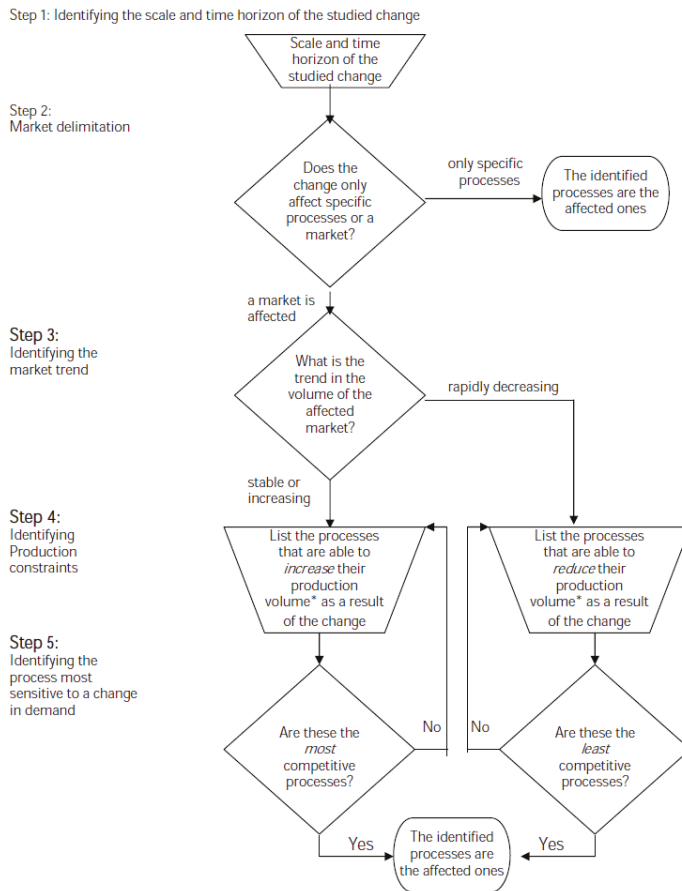 Step 1: Identifying the scale and time horizon of the studied change
Scale and time
horizon of the
studied change
Step 2:
Market delimitation
Does the
change only
affect specific
processes or a
market?
only specific
processes
The identified
processes are the
affected ones
a market is
affected
Step 3:
Identifying the
market trend
What is the
trend in the
volume of the
affected
market?
rapidly decreasing
stable or
increasing
Step 4:
Identifying
Production
constraints
List the processes
that are able to
increase their
production
volume* as a result
of the change
List the processes
that are able to
reduce their
production
volume* as a result
of the change
Step 5:
Identifying the
process most
sensitive to a change
in demand
Are these the
most
competitive
processes?
No
No
Are these the
least
competitive
processes?
Yes
The identified
processes are
the affected ones
Yes